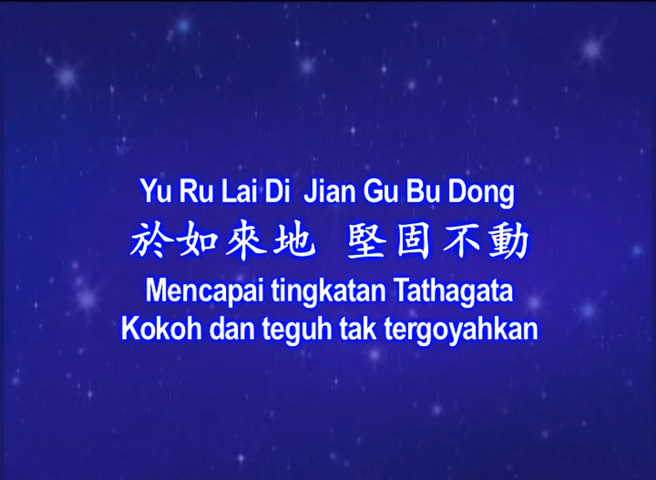 Yu Ru Lai Di Jian Gu Bu Dong
於如來地 堅固不動
Mencapai tingkatan Tathagata
Kokoh dan teguh tak tergoyahkan